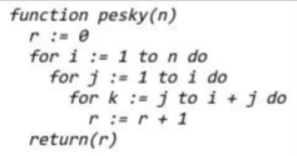 function pesky(n)
r := 0
for i := 1 to n do
for j := 1 to i do
for k := j to i + j do
r := r + 1
return(r)